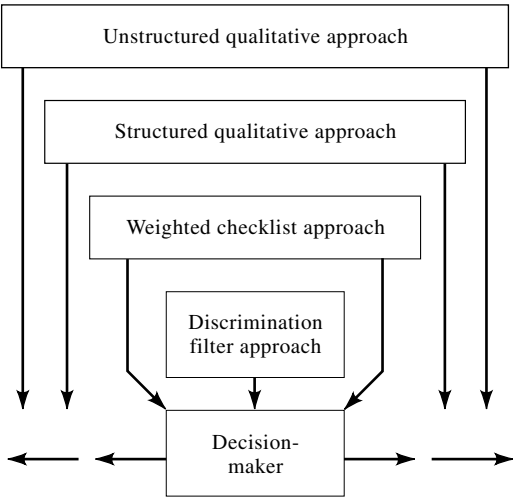 Unstructured qualitative approach
Structured qualitative approach
Weighted checklist approach
Discrimination
filter approach
Decision-
maker